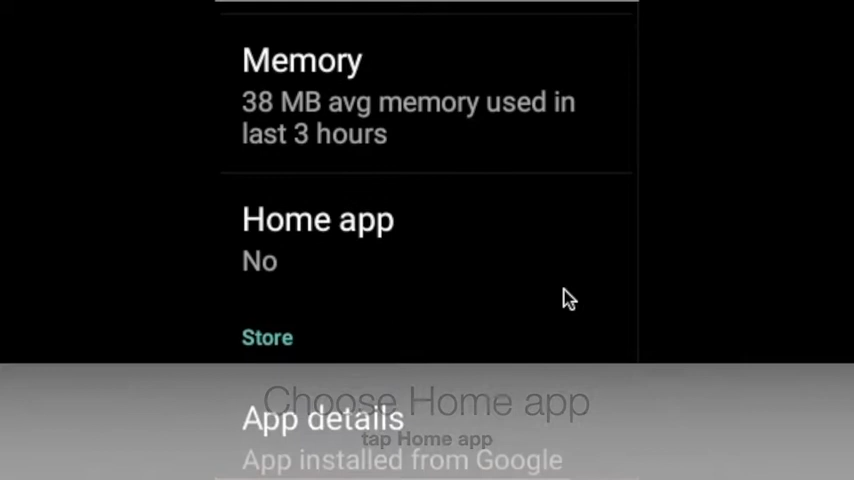 Memory
38 MB avg memory used in
last 3 hours
Home app
No
Store
Choose Home app
App details
tap Home app
App installed from Google